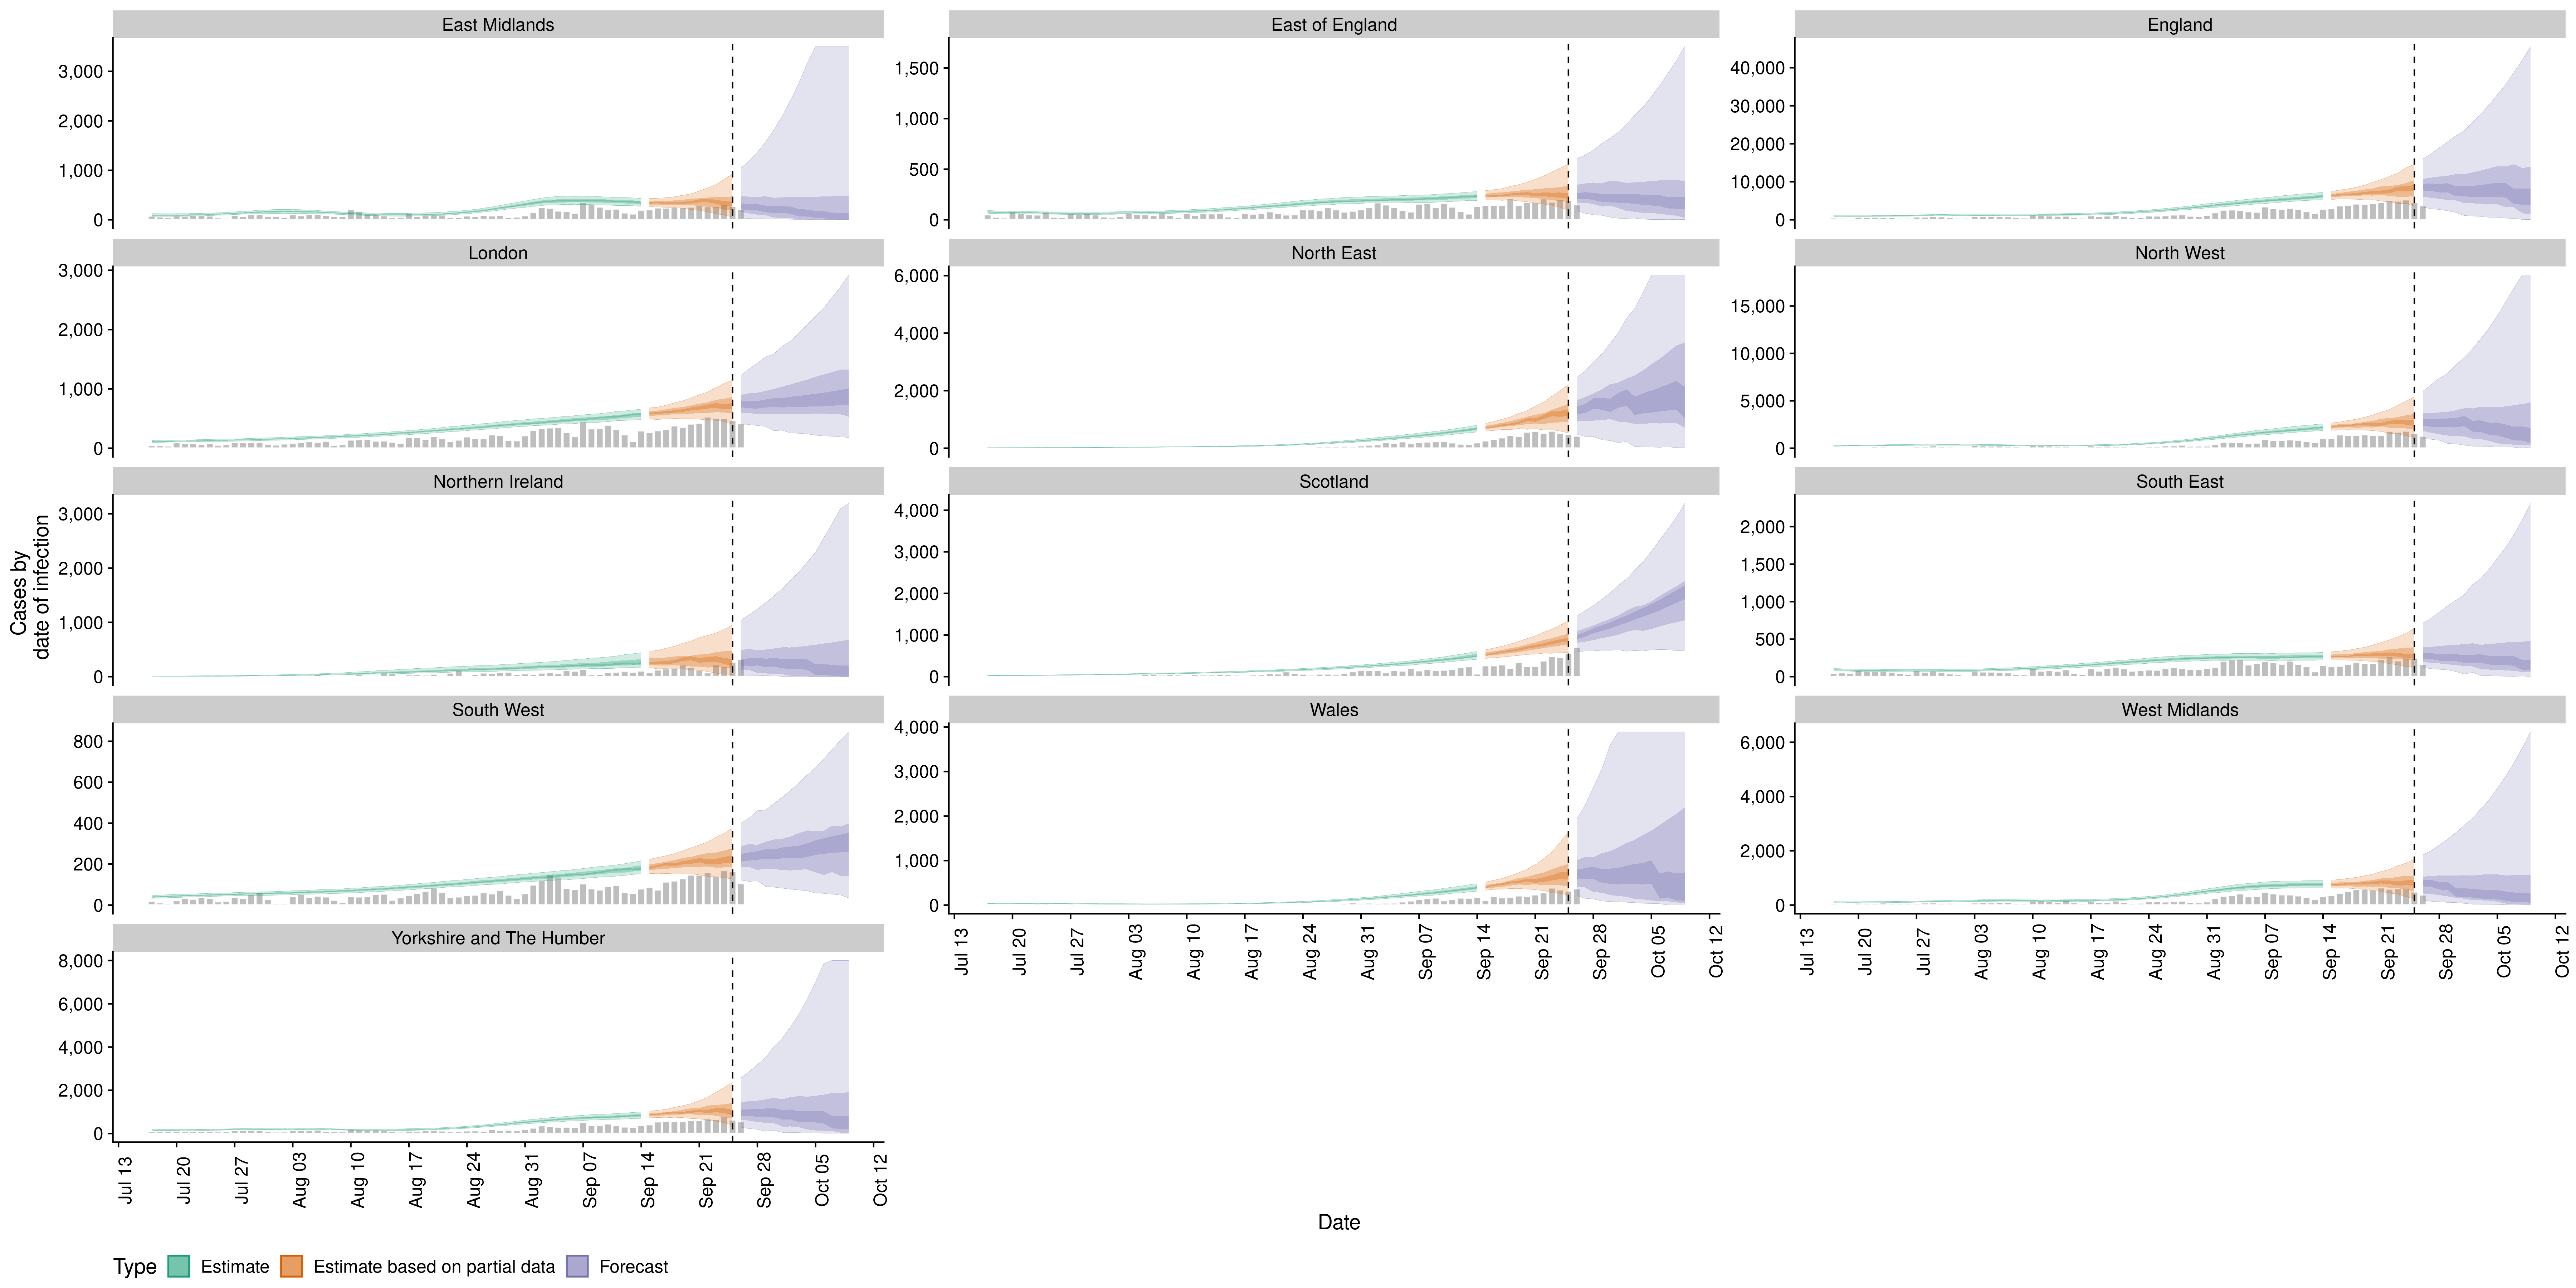 East Midlands
East of England
England
3,000
2,000
1,000
0
1,500
1,000
500
0
40,000
30,000
20,000
10,000
0
London
North East
North West
3,000
2,000
1,000
0
6,000
4,000
2,000
0
15,000
10,000
5,000
0
Northern Ireland
Scotland
South East
Cases by
date of infection
3,000
2,000
1,000
0
4,000
3,000
2,000
1,000
0
2,000
1,500
1,000
500
0
South West
Wales
West Midlands
800
600
400
200
0
4,000
3,000
2,000
1,000
0
6,000
4,000
2,000
0
Jul 13
Jul 20
Jul 27
Aug 03
Aug 10
Aug 17
Aug 24
Aug 31
Sep 07
Sep 14
Sep 21
Sep 28
Oct 05
Oct 12
Jul 13
Jul 20
Jul 27
Aug 03
Aug 10
Aug 17
Aug 24
Aug 31
Sep 07
Sep 14
Sep 21
Sep 28
Oct 05
Oct 12
Yorkshire and The Humber
8,000
6,000
4,000
2,000
0
Jul 13
Jul 20
Jul 27
Aug 03
Aug 10
Aug 17
Aug 24
Aug 31
Sep 07
Sep 14
Sep 21
Sep 28
Oct 05
Oct 12
Date
Type Estimate Estimate based on partial data Forecast